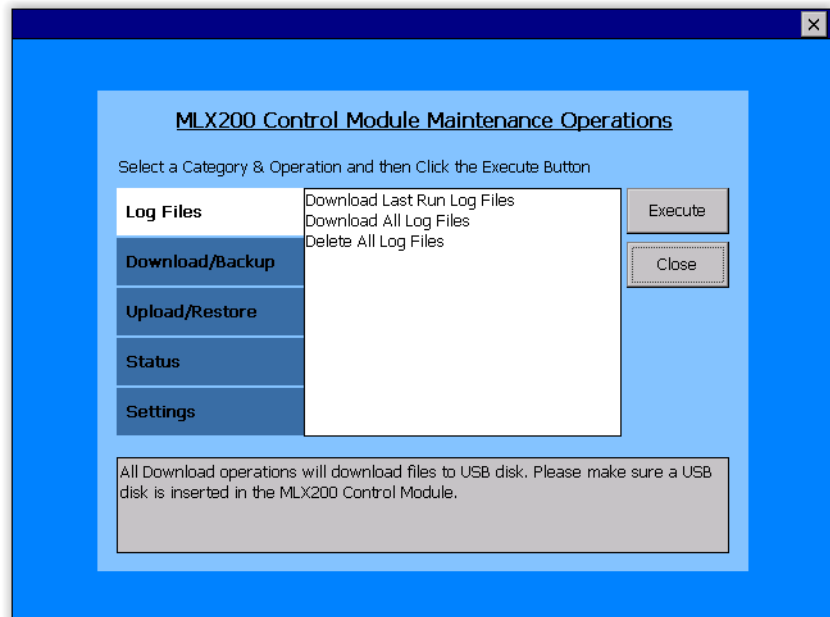 MLX200 Control Module Maintenance Operations
Select a Category & Operation and then Click the Execute Button
Log Files
Download/Backup
Upload/Restore
Status
Settings
Download Last Run Log Files
Download All Log Files
Delete All Log Files
Execute
Close
All Download operations will download files to USB disk. Please make sure a USB
disk is inserted in the MLX200 Control Module.